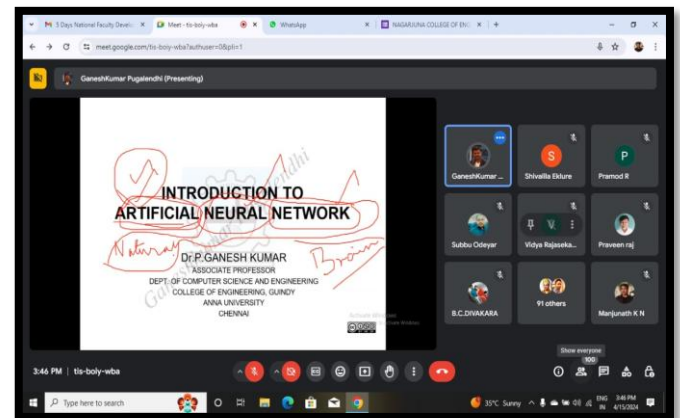 3 Days National Faculty Devel
Meet - tis-boiy-wba
WhatsApp
NAGARJUNA COLLEGE OF ENG
meet.google.com/tis-boiy-wba?authuser=0&pli=1
GaneshKumar Pugalendhi (Presenting)
INTRODUCTION TO
ARTIFICIAL NEURAL NETWORK
Natural
Brain
Dr.P.GANESH KUMAR
ASSOCIATE PROFESSOR
DEPT. OF COMPUTER SCIENCE AND ENGINEERING
COLLEGE OF ENGINEERING, GUINDY
ANNA UNIVERSITY
CHENNAI
GaneshKumar ...
S
Shivalila Eklure
P
Pramod R
Subbu Odeyar
Vidya Rajaseka...
Praveen raj
B.C.DIVAKARA
91 others
Manjunath K N
Show everyone
100
3:46 PM | tis-boiy-wba
Type here to search
35°C Sunny
ENG
IN
3:46 PM
4/15/2024